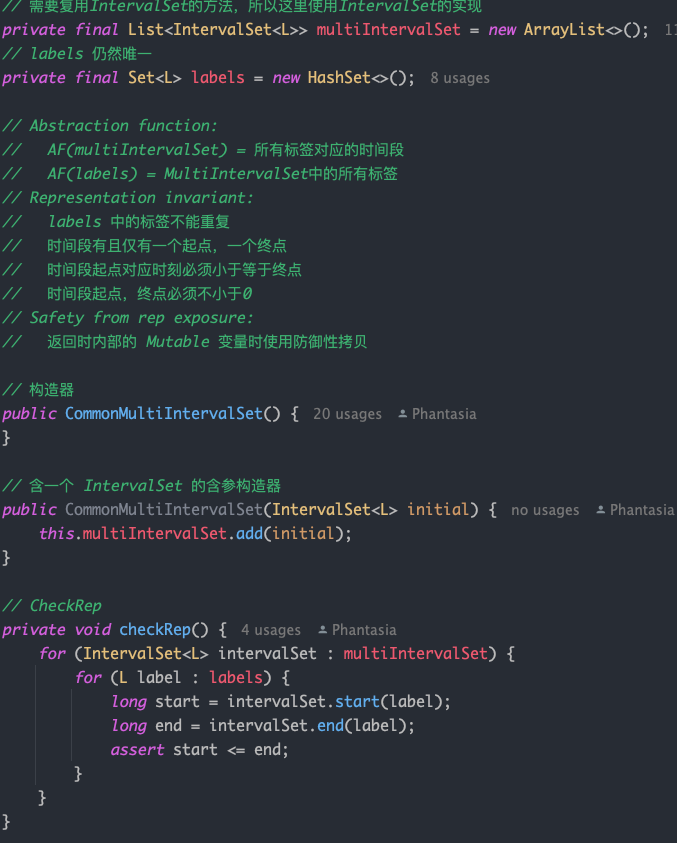 // 需要复用IntervalSet的方法，所以这里使用IntervalSet的实现
private final List<IntervalSet<L>> multiIntervalSet = new ArrayList<>();
// labels 仍然唯一
private final Set<L> labels = new HashSet<>(); 8 usages
// Abstraction function:
//   AF(multiIntervalSet) = 所有标签对应的时间段
//   AF(labels) = MultiIntervalSet中的所有标签
// Representation invariant:
//   labels 中的标签不能重复
//   时间段有且仅有一个起点，一个终点
//   时间段起点对应时刻必须小于等于终点
//   时间段起点，终点必须不小于0
// Safety from rep exposure:
//   返回时内部的 Mutable 变量时使用防御性拷贝
// 构造器
public CommonMultiIntervalSet() { 20 usages Phantasia
}
// 含一个 IntervalSet 的含参构造器
public CommonMultiIntervalSet(IntervalSet<L> initial) { no usages Phantasia
    this.multiIntervalSet.add(initial);
}
// CheckRep
private void checkRep() { 4 usages Phantasia
    for (IntervalSet<L> intervalSet : multiIntervalSet) {
        for (L label : labels) {
            long start = intervalSet.start(label);
            long end = intervalSet.end(label);
            assert start <= end;
        }
    }
}